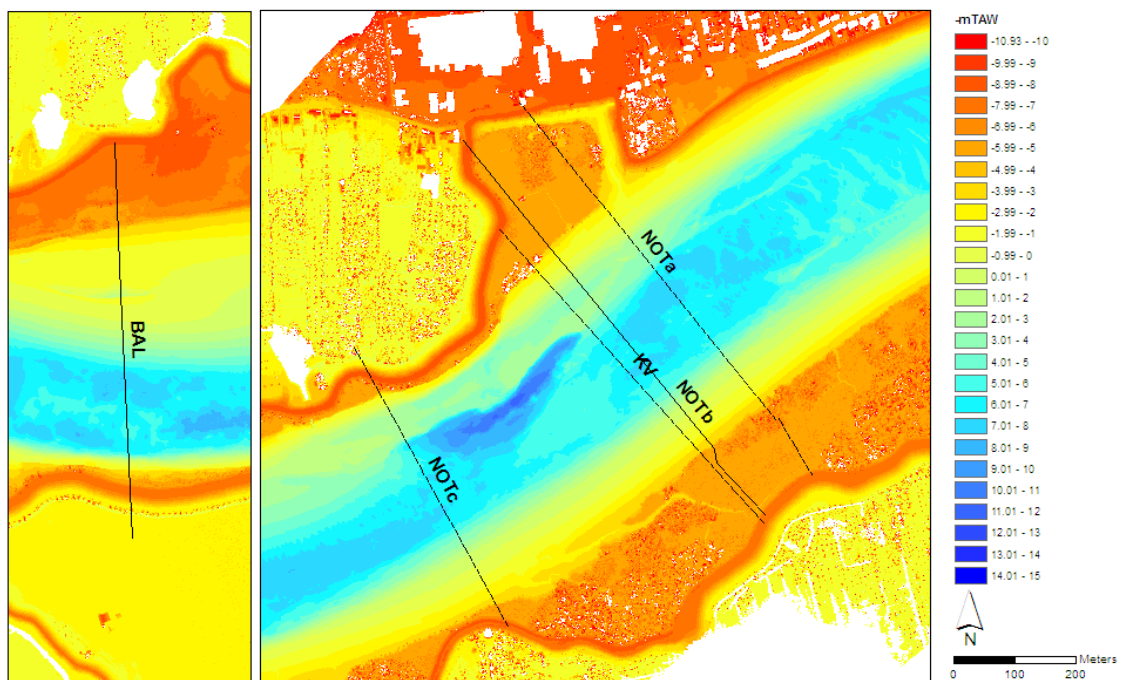 BAL
NOTa
KV
NOTb
NOTc
-mTAW
-10.93 - -10
-9.99 - -9
-8.99 - -8
-7.99 - -7
-6.99 - -6
-5.99 - -5
-4.99 - -4
-3.99 - -3
-2.99 - -2
-1.99 - -1
-0.99 - 0
0.01 - 1
1.01 - 2
2.01 - 3
3.01 - 4
4.01 - 5
5.01 - 6
6.01 - 7
7.01 - 8
8.01 - 9
9.01 - 10
10.01 - 11
11.01 - 12
12.01 - 13
13.01 - 14
14.01 - 15
N
Meters
0 100 200